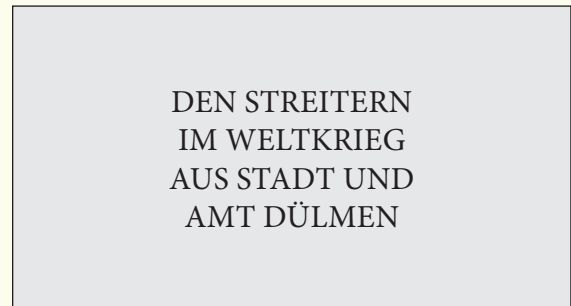 DEN STREITERN
IM WELTKRIEG
AUS STADT UND
AMT DÜLMEN